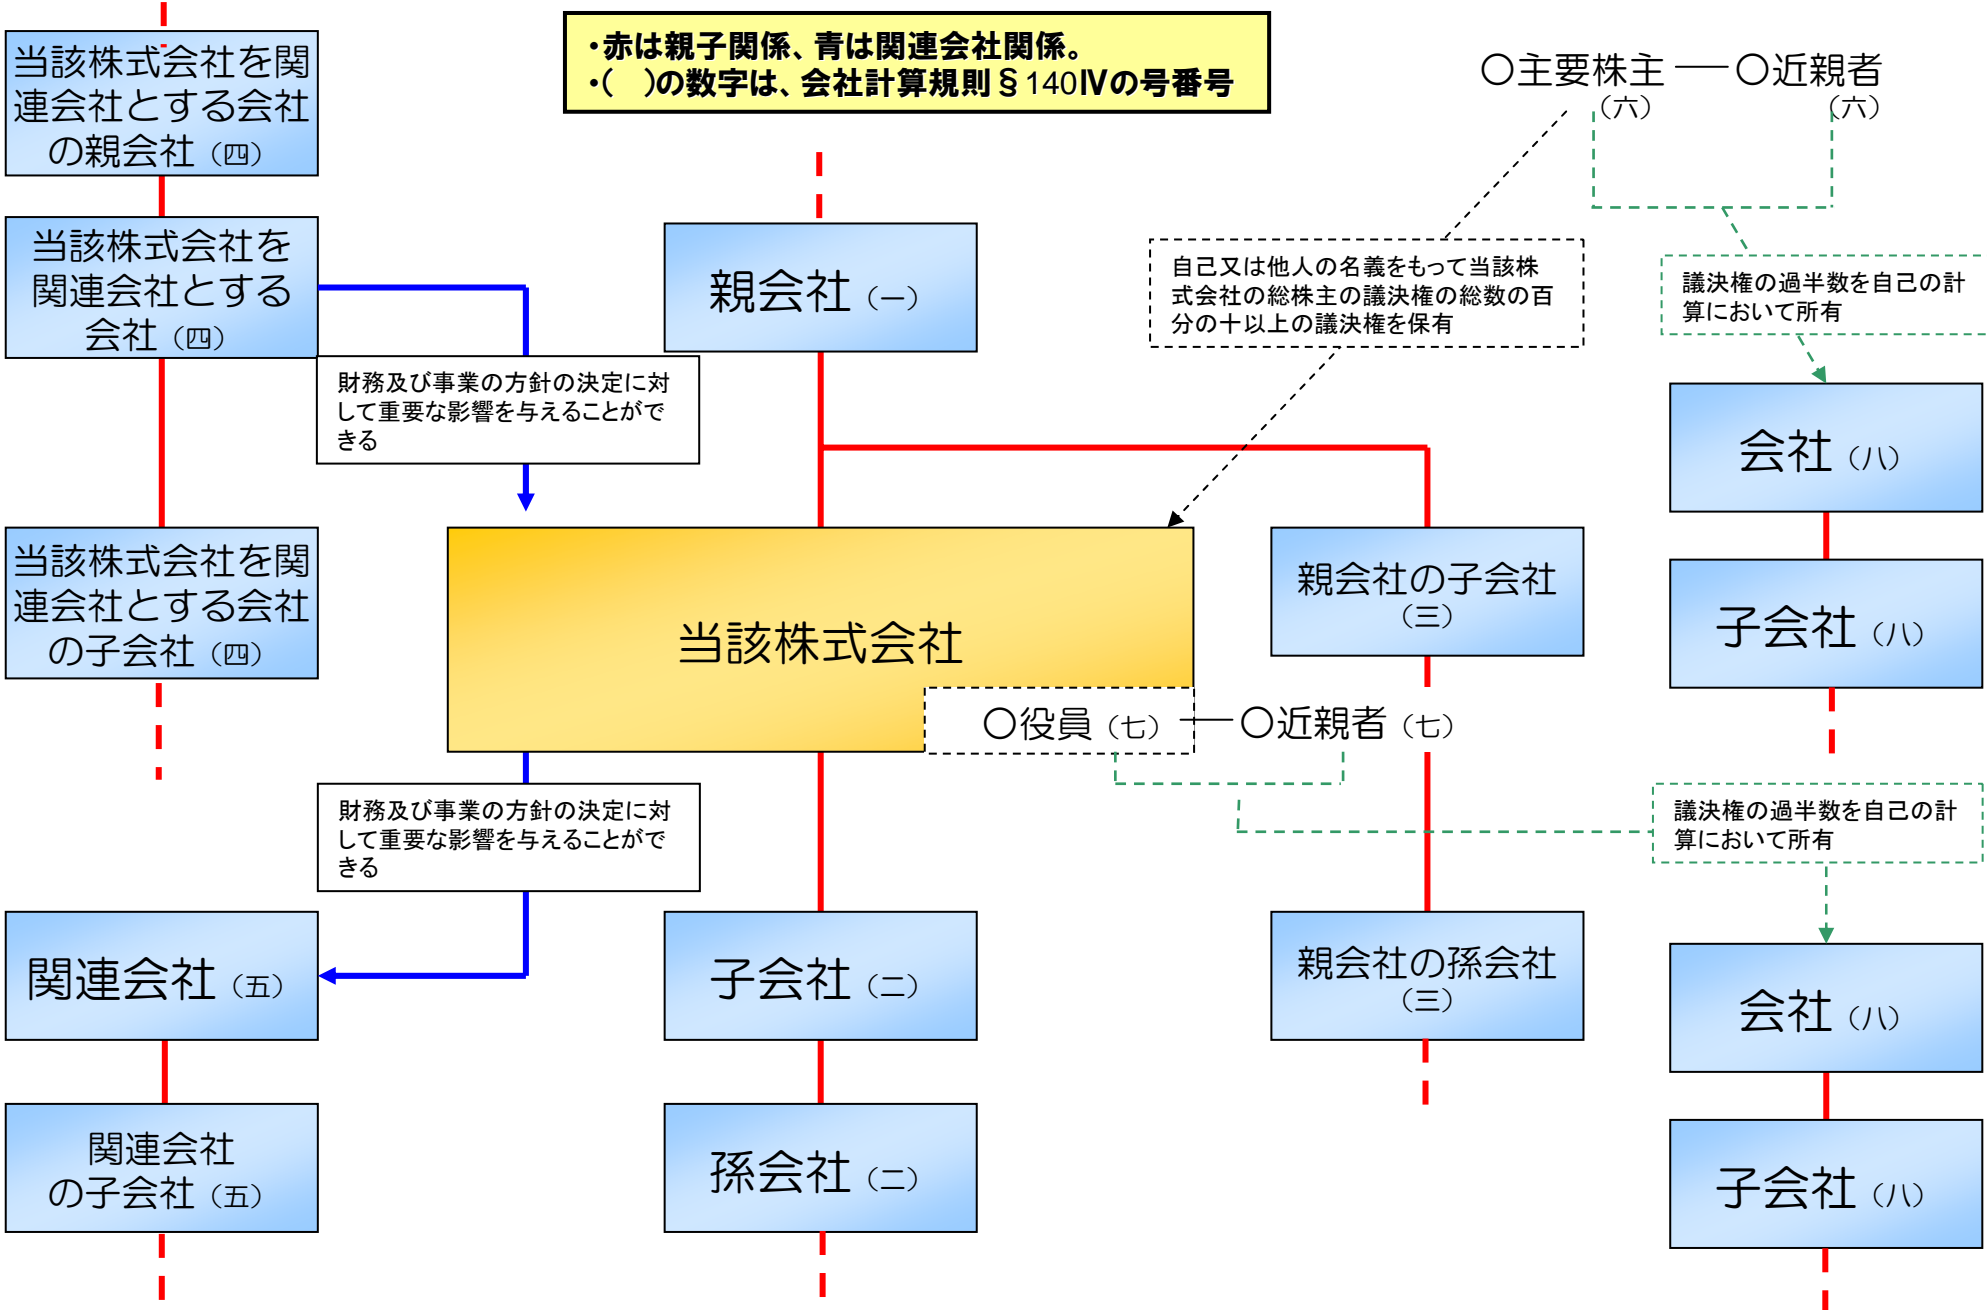 ・赤は親子関係、青は関連会社関係。
・(　)の数字は、会社計算規則§140Ⅳの号番号
当該株式会社を関
連会社とする会社
の親会社（四）
当該株式会社を
関連会社とする
会社（四）
財務及び事業の方針の決定に対
して重要な影響を与えることがで
きる
当該株式会社を関
連会社とする会社
の子会社（四）
親会社（一）
〇主要株主
（六）
〇近親者
（六）
自己又は他人の名義をもって当該株
式会社の総株主の議決権の総数の百
分の十以上の議決権を保有
議決権の過半数を自己の計
算において所有
会社（八）
子会社（八）
当該株式会社
親会社の子会社
（三）
〇役員（七）
〇近親者（七）
財務及び事業の方針の決定に対
して重要な影響を与えることがで
きる
議決権の過半数を自己の計
算において所有
関連会社（五）
子会社（二）
親会社の孫会社
（三）
会社（八）
関連会社
の子会社（五）
孫会社（二）
子会社（八）